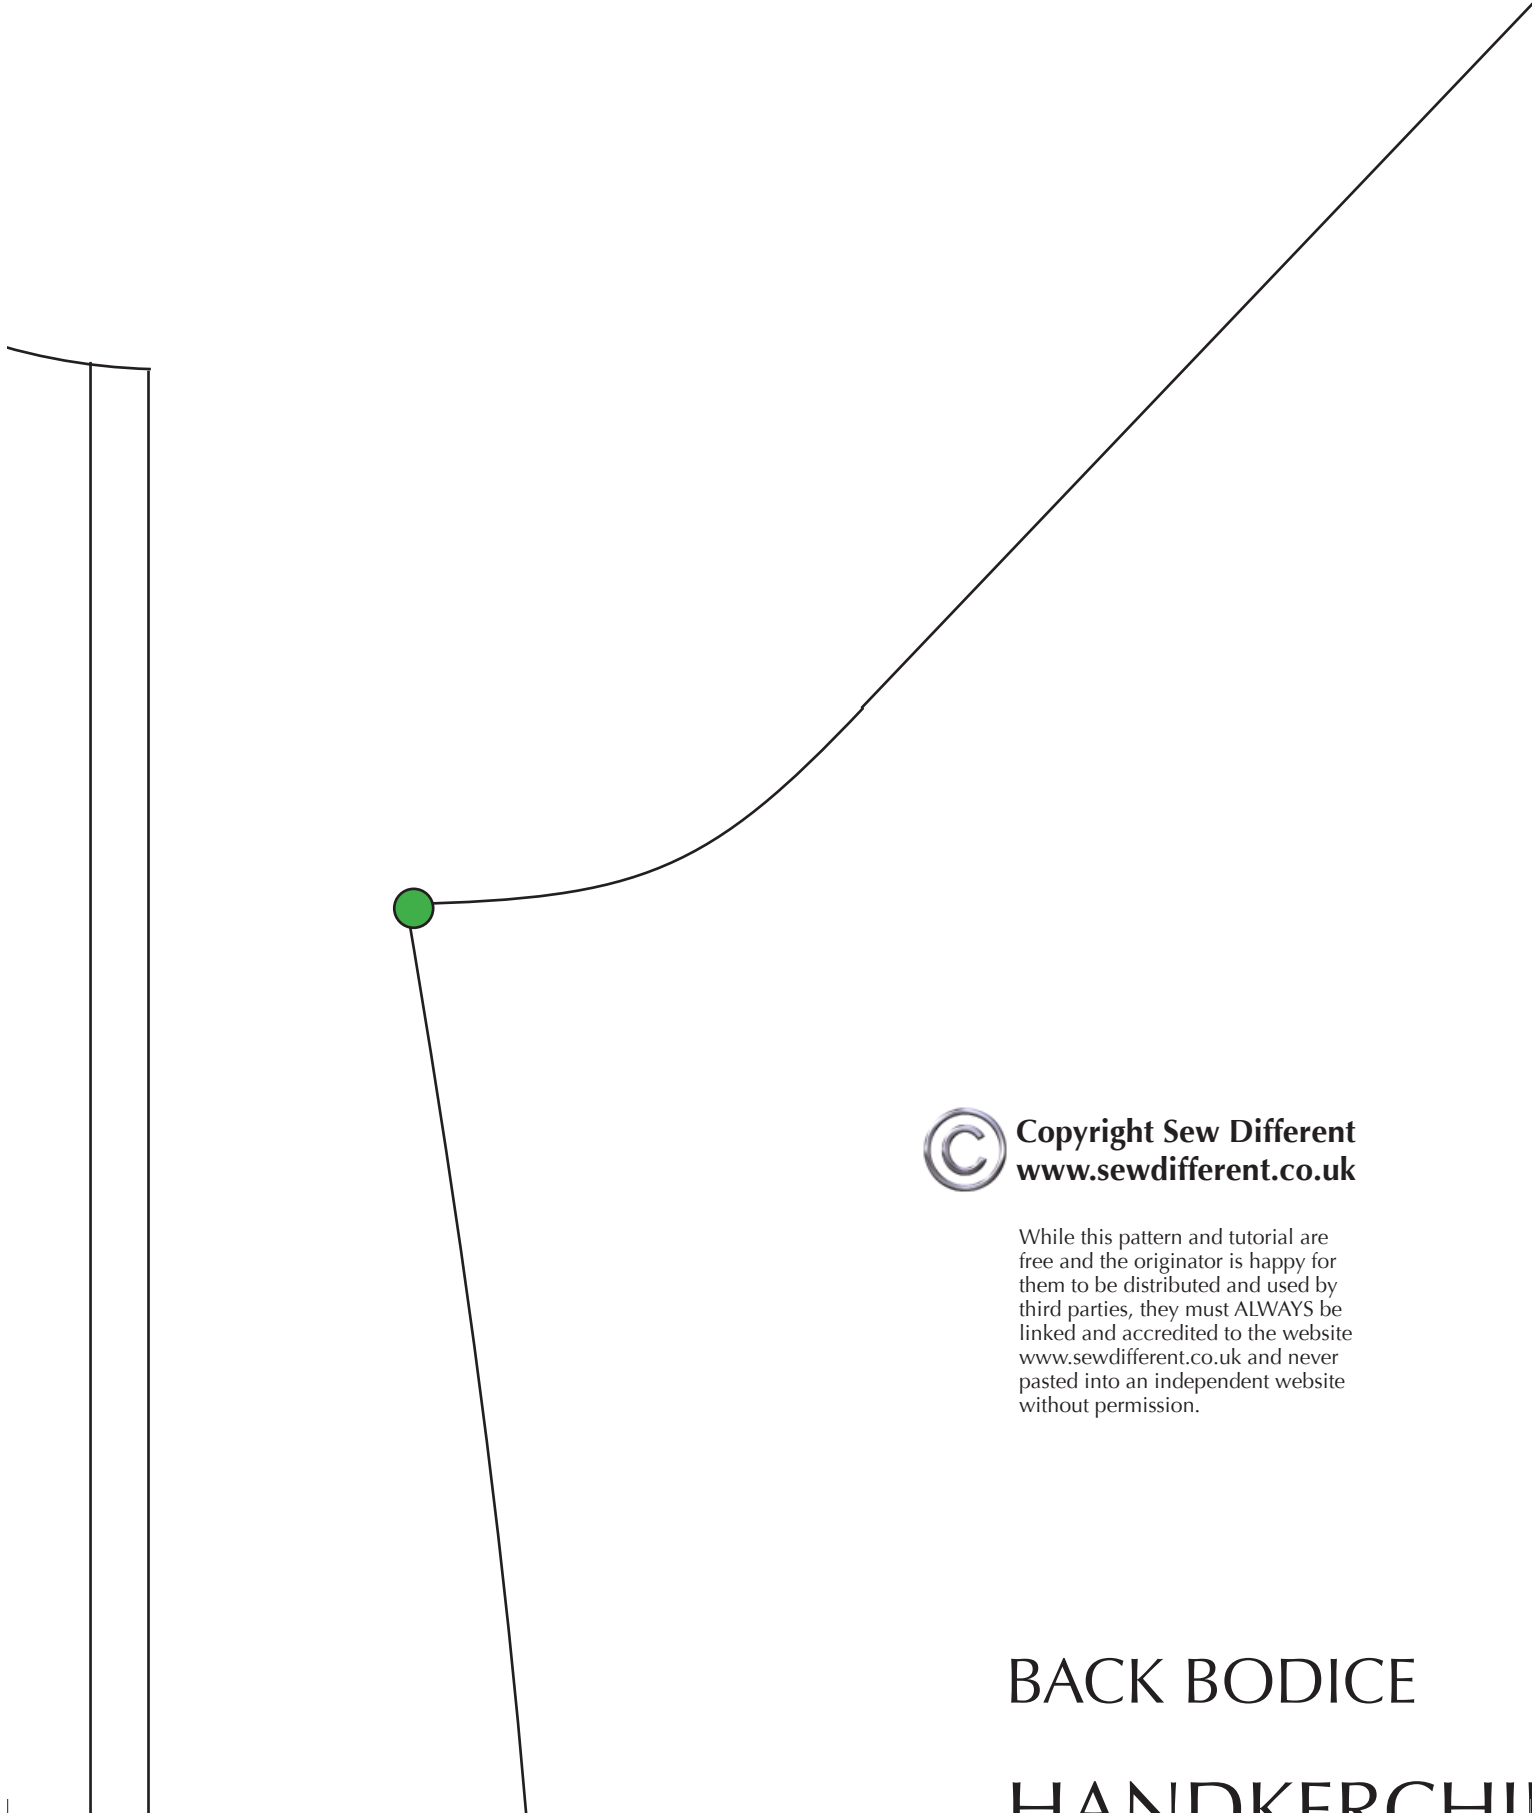 ©
Copyright Sew Different
www.sewdifferent.co.uk
While this pattern and tutorial are
free and the originator is happy for
them to be distributed and used by
third parties, they must ALWAYS be
linked and accredited to the website
www.sewdifferent.co.uk and never
pasted into an independent website
without permission.
BACK BODICE